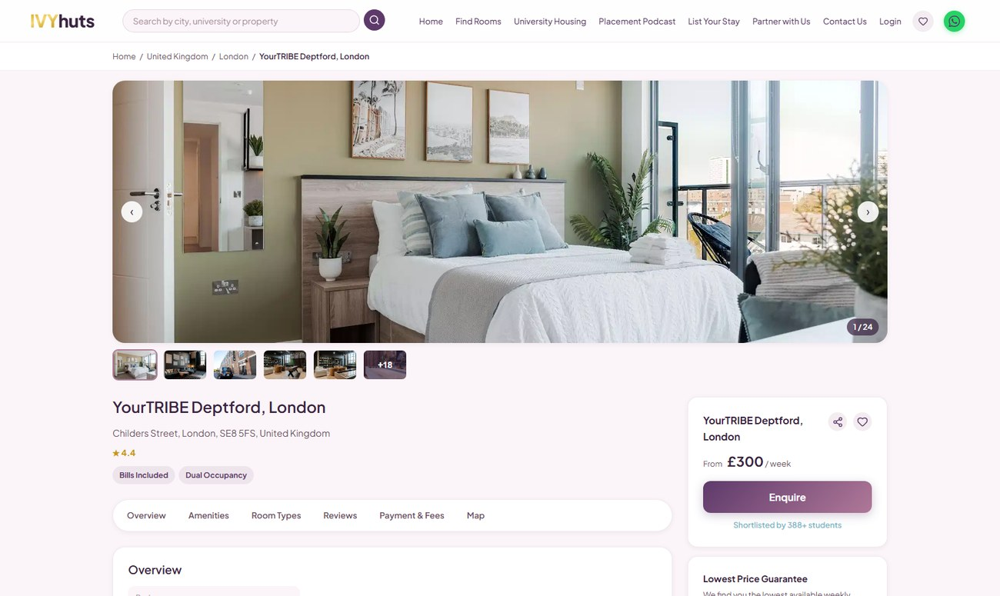 IVYhuts
Search by city, university or property
Home
Find Rooms
University Housing
Placement Podcast
List Your Stay
Partner with Us
Contact Us
Login
Home / United Kingdom / London / YourTRIBE Deptford, London
‹
›
1 / 24
+18
YourTRIBE Deptford, London
Childers Street, London, SE8 5FS, United Kingdom
★ 4.4
Bills Included
Dual Occupancy
Overview
Amenities
Room Types
Reviews
Payment & Fees
Map
Overview
YourTRIBE Deptford,
London
From £300 / week
Enquire
Shortlisted by 388+ students
Lowest Price Guarantee
We find you the lowest available weekly